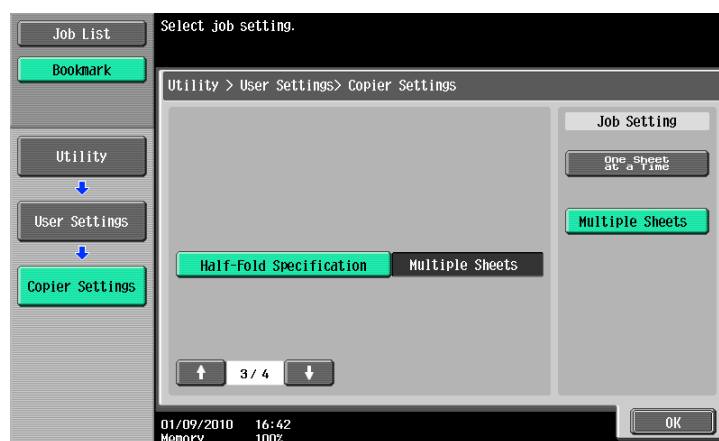 Job List
Bookmark
Utility
User Settings
Copier Settings
Select job setting.
Utility > User Settings> Copier Settings
Half-Fold Specification
Multiple Sheets
3/ 4
Job Setting
One Sheet
at a Time
Multiple Sheets
01/09/2010 16:42
Memory 100%
OK